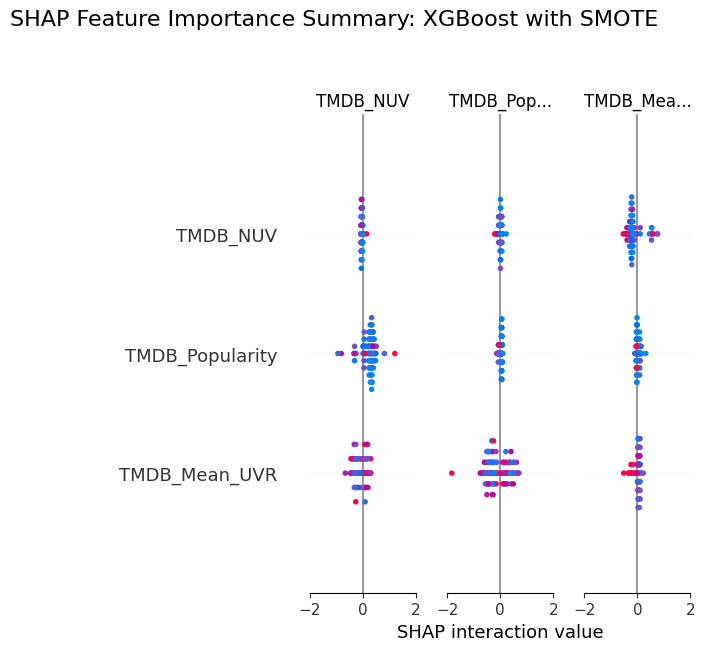 SHAP Feature Importance Summary: XGBoost with SMOTE
TMDB_NUV TMDB_Pop... TMDB_Mea...
TMDB_NUV
TMDB_Popularity
TMDB_Mean_UVR
−2 0 2 −2 0 2 −2 0 2
SHAP interaction value